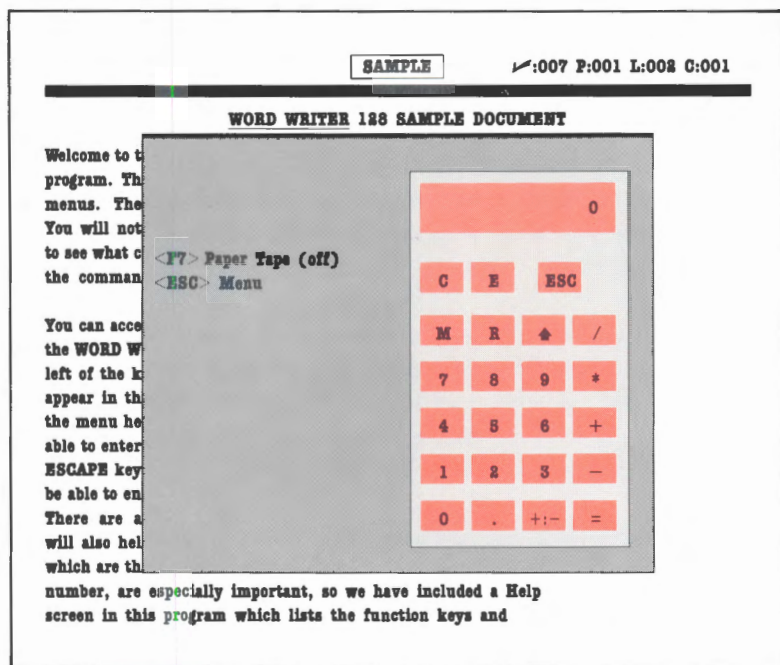 SAMPLE ✓:007 P:001 L:002 C:001
WORD WRITER 128 SAMPLE DOCUMENT
Welcome to t
program. Th
menus. The
You will not
to see what c
the comman
You can acce
the WORD W
left of the k
appear in th
the menu he
able to enter
ESCAPE key
be able to en
There are a
will also hel
which are th
number, are especially important, so we have included a Help
screen in this program which lists the function keys and
<F7> Paper Tape (off)
<ESC> Menu
0
C E ESC
M R ↑ /
7 8 9 *
4 5 6 +
1 2 3 –
0 . +:– =